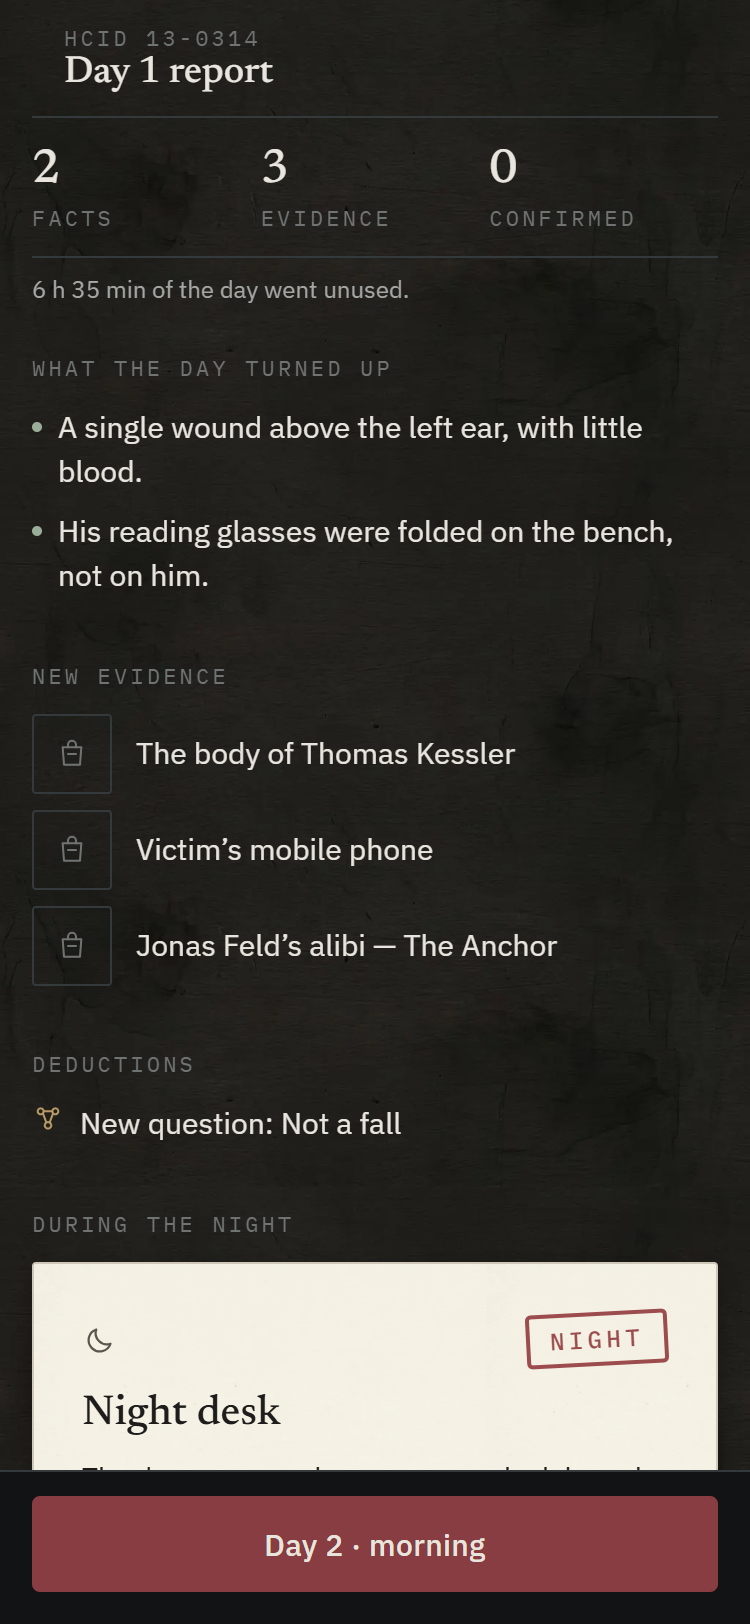 HCID 13-0314
Day 1 report
2
FACTS
3
EVIDENCE
0
CONFIRMED
6 h 35 min of the day went unused.
WHAT THE DAY TURNED UP
A single wound above the left ear, with little
blood.
His reading glasses were folded on the bench,
not on him.
NEW EVIDENCE
The body of Thomas Kessler
Victim’s mobile phone
Jonas Feld’s alibi — The Anchor
DEDUCTIONS
New question: Not a fall
DURING THE NIGHT
NIGHT
Night desk
Day 2 · morning